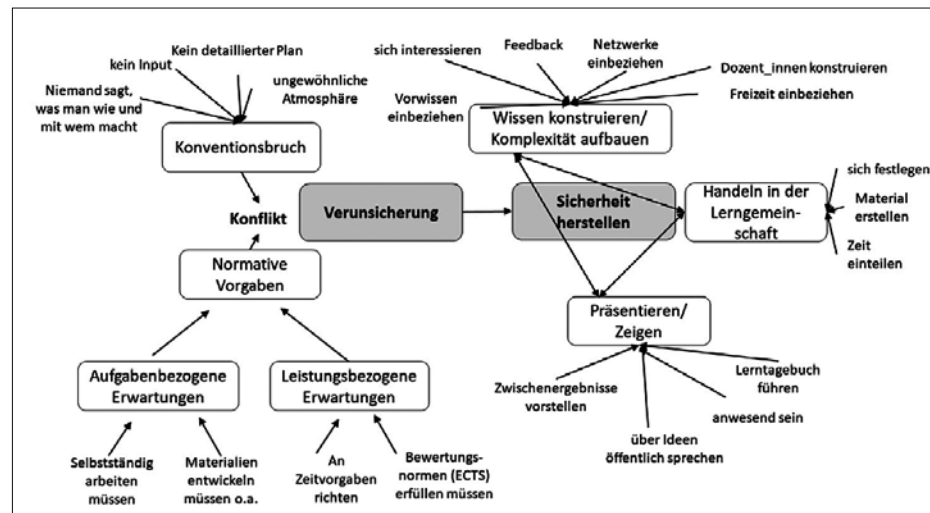 Kein detaillierter Plan
kein Input
Niemand sagt,
was man wie und
mit wem macht
ungewöhnliche
Atmosphäre
Konventionsbruch
Konflikt
Normative
Vorgaben
Aufgabenbezogene
Erwartungen
Leistungsbezogene
Erwartungen
Selbstständig
arbeiten
müssen
Materialien
entwickeln
müssen o.a.
An
Zeitvorgaben
richten
Bewertungs-
normen (ECTS)
erfüllen müssen
Verunsicherung
Sicherheit
herstellen
sich interessieren
Feedback
Netzwerke
einbeziehen
Dozent_innen konstruieren
Freizeit einbeziehen
Vorwissen
einbeziehen
Wissen konstruieren/
Komplexität aufbauen
Handeln in der
Lerngemein-
schaft
sich festlegen
Material
erstellen
Zeit
einteilen
Präsentieren/
Zeigen
Zwischenergebnisse
vorstellen
über Ideen
öffentlich sprechen
anwesend sein
Lerntagebuch
führen